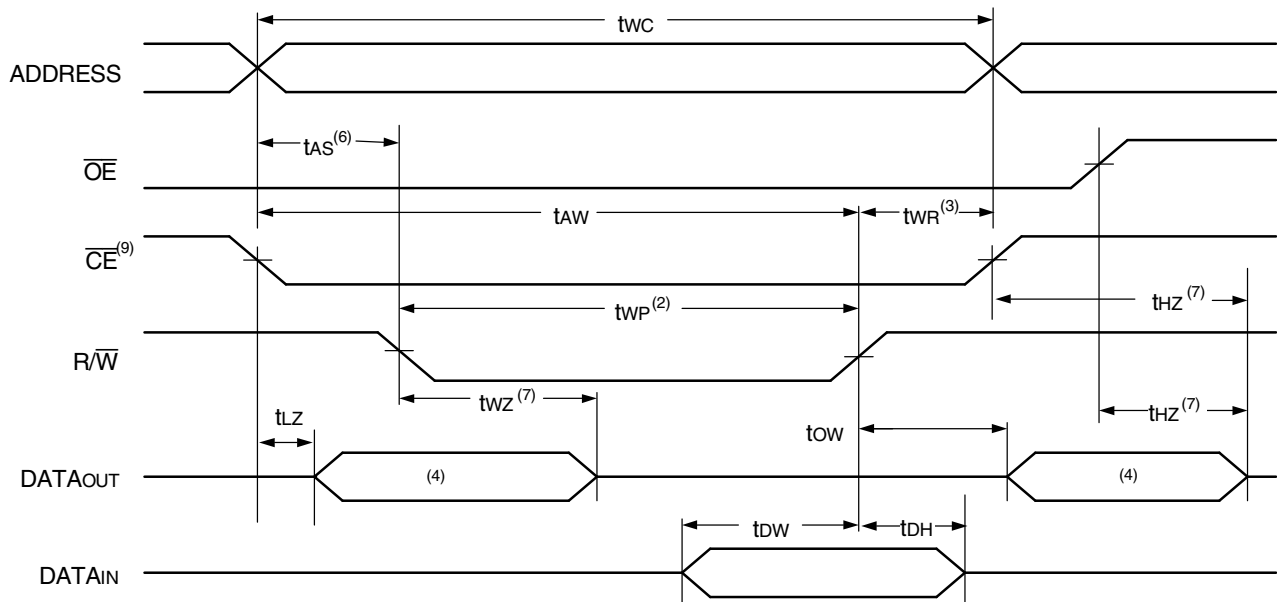 tWC
ADDRESS
tAS(6)
OE
tAW
tWR(3)
CE(9)
tWP(2)
tHZ(7)
R/W
tWZ(7)
tLZ
tHZ(7)
tOW
DATAOUT
(4)
(4)
tDW
tDH
DATAIN